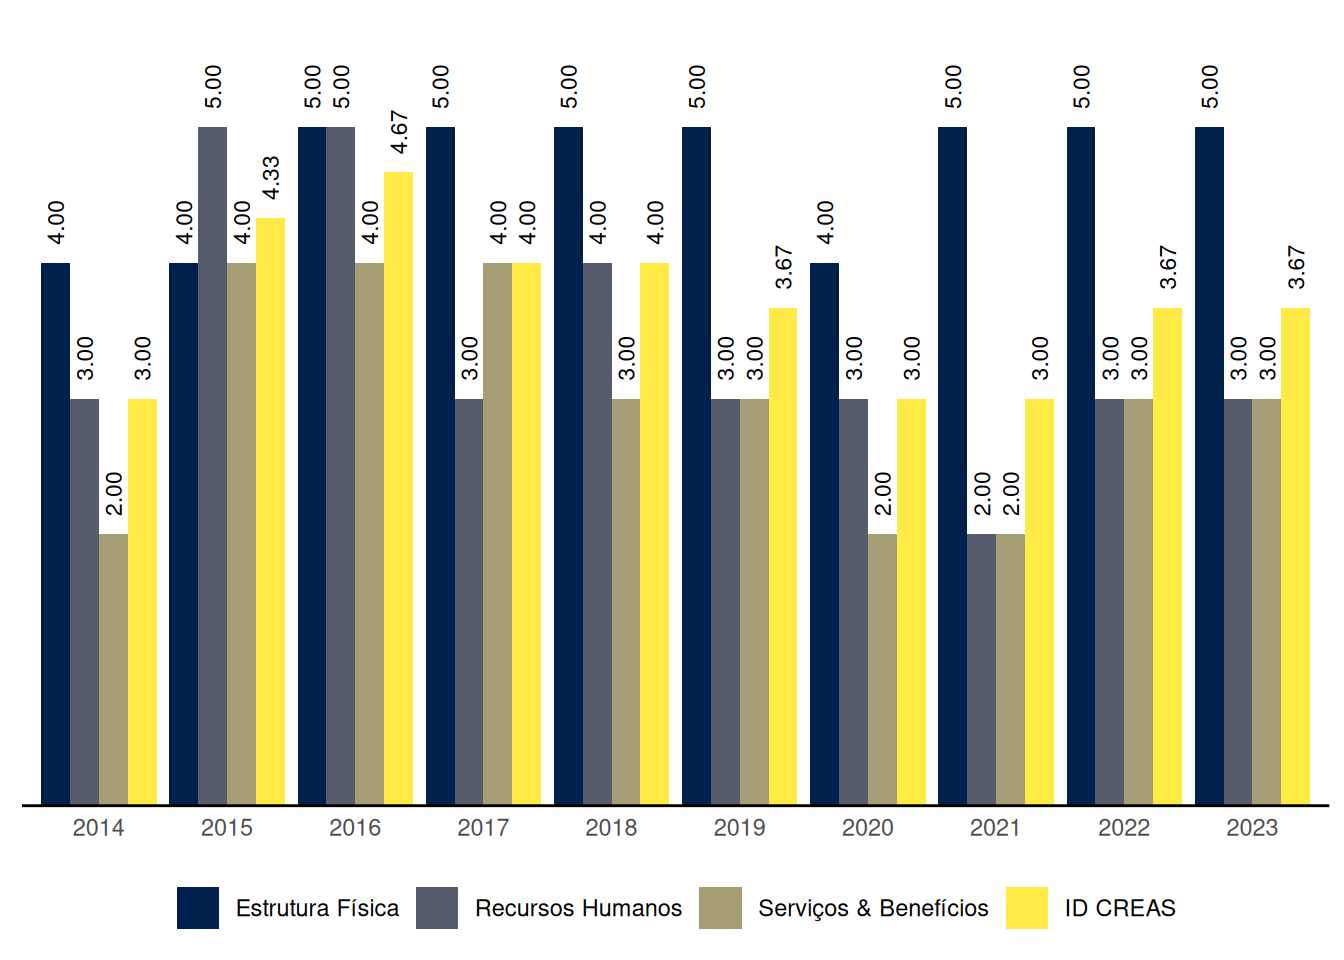 4.00 3.00 2.00 3.00
4.00 5.00 4.00 4.33
5.00 5.00 4.00 4.67
5.00 3.00 4.00 4.00
5.00 4.00 3.00 4.00
5.00 3.00 3.00 3.67
4.00 3.00 2.00 3.00
5.00 2.00 2.00 3.00
5.00 3.00 3.00 3.67
5.00 3.00 3.00 3.67
2014 2015 2016 2017 2018 2019 2020 2021 2022 2023
Estrutura Física Recursos Humanos Serviços & Benefícios ID CREAS